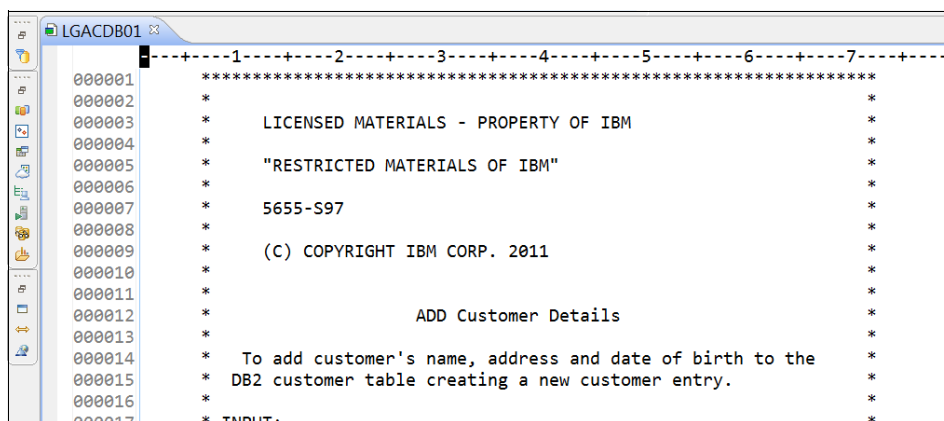 LGACDB01
----+----1----+----2----+----3----+----4----+----5----+----6----+----7----+----
000001 ******************************************************************
000002 * *
000003 * LICENSED MATERIALS - PROPERTY OF IBM *
000004 * *
000005 * "RESTRICTED MATERIALS OF IBM" *
000006 * *
000007 * 5655-S97 *
000008 * *
000009 * (C) COPYRIGHT IBM CORP. 2011 *
000010 * *
000011 * *
000012 * ADD Customer Details *
000013 * *
000014 * To add customer's name, address and date of birth to the *
000015 * DB2 customer table creating a new customer entry. *
000016 * *
000017 * INPUT: *